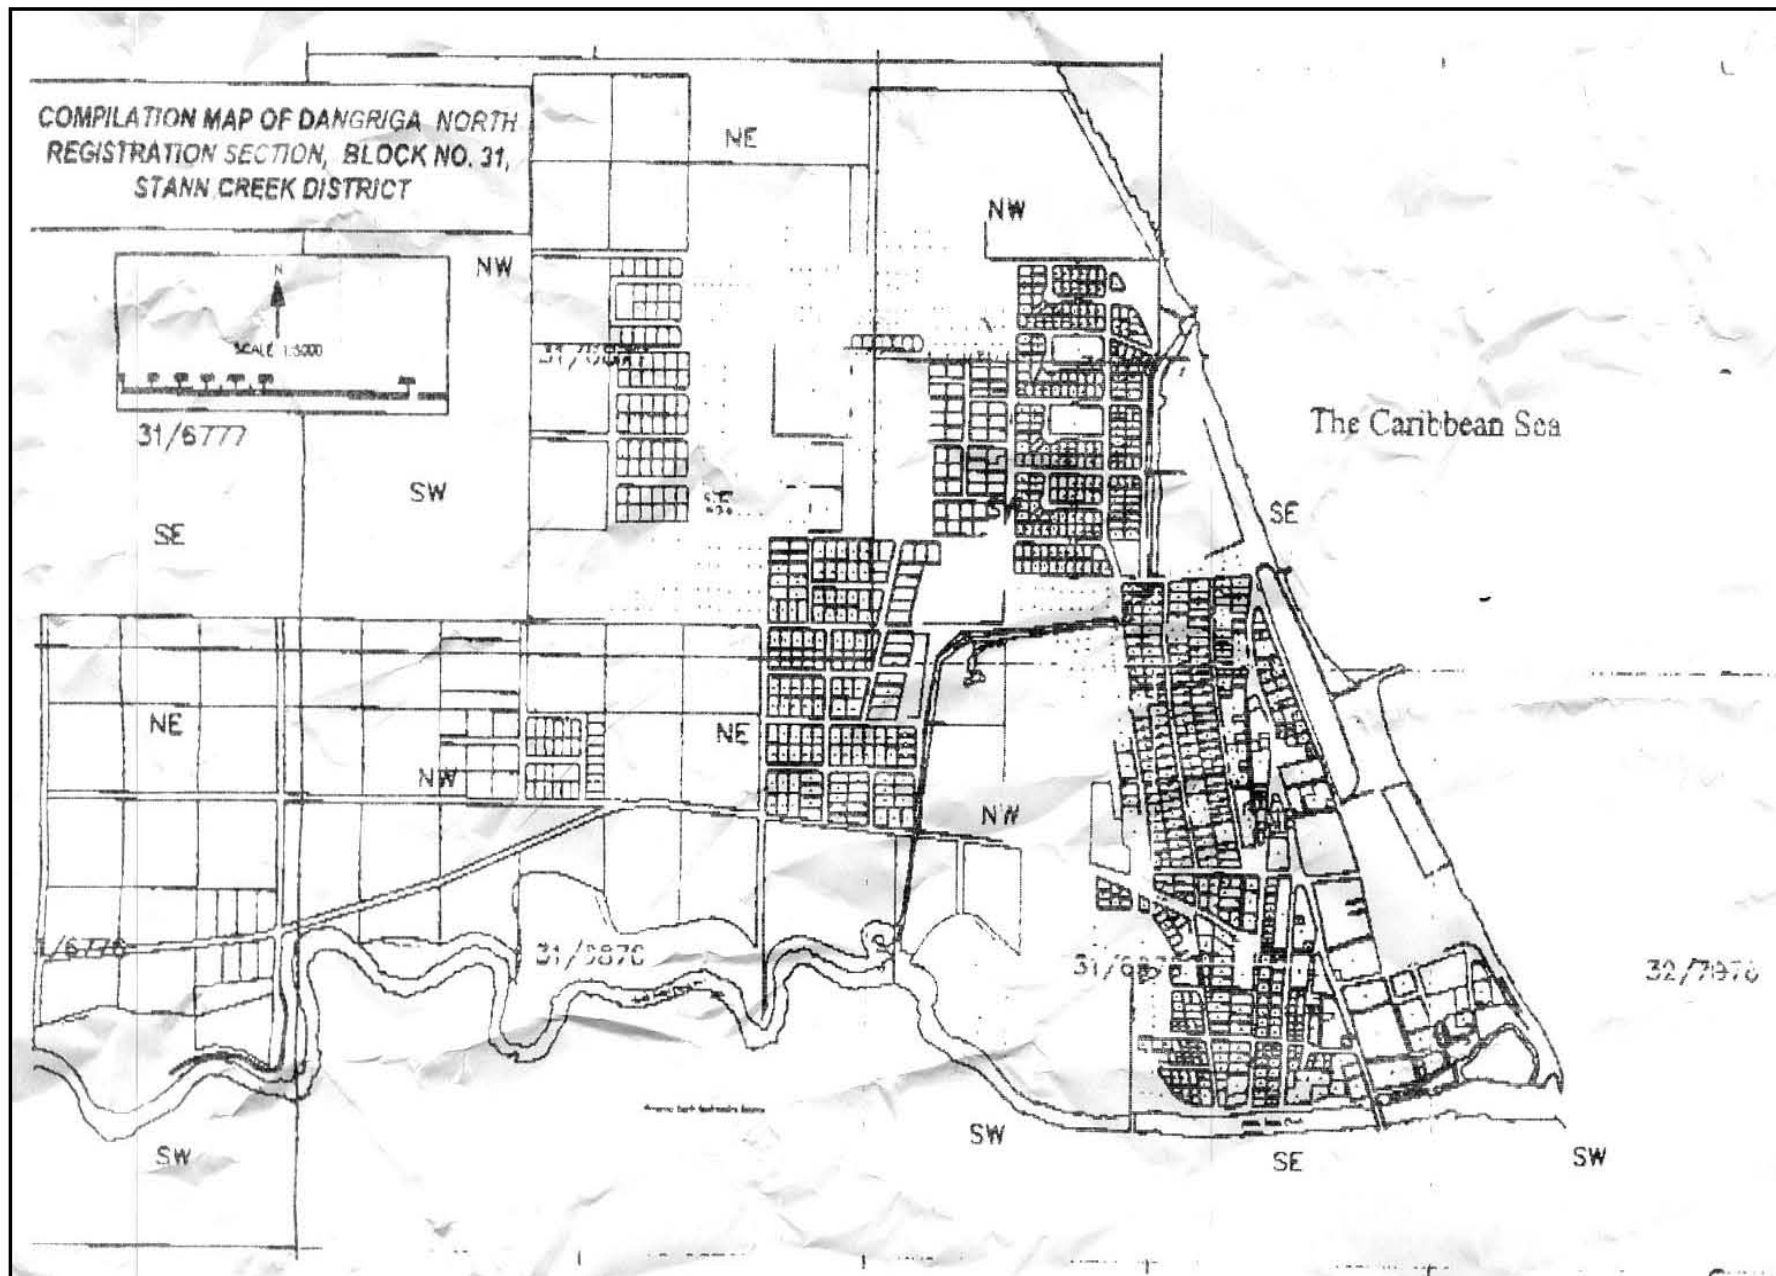 COMPILATION MAP OF DANGRIGA NORTH
REGISTRATION SECTION, BLOCK NO. 31,
STANN CREEK DISTRICT
NE
NW
NW
N
SCALE 1:5000
31/6777
The Caribbean Sea
SW
SE
SE
NE
NE
NW
NW
31/6876
32/7976
SW
SW
SE
SW